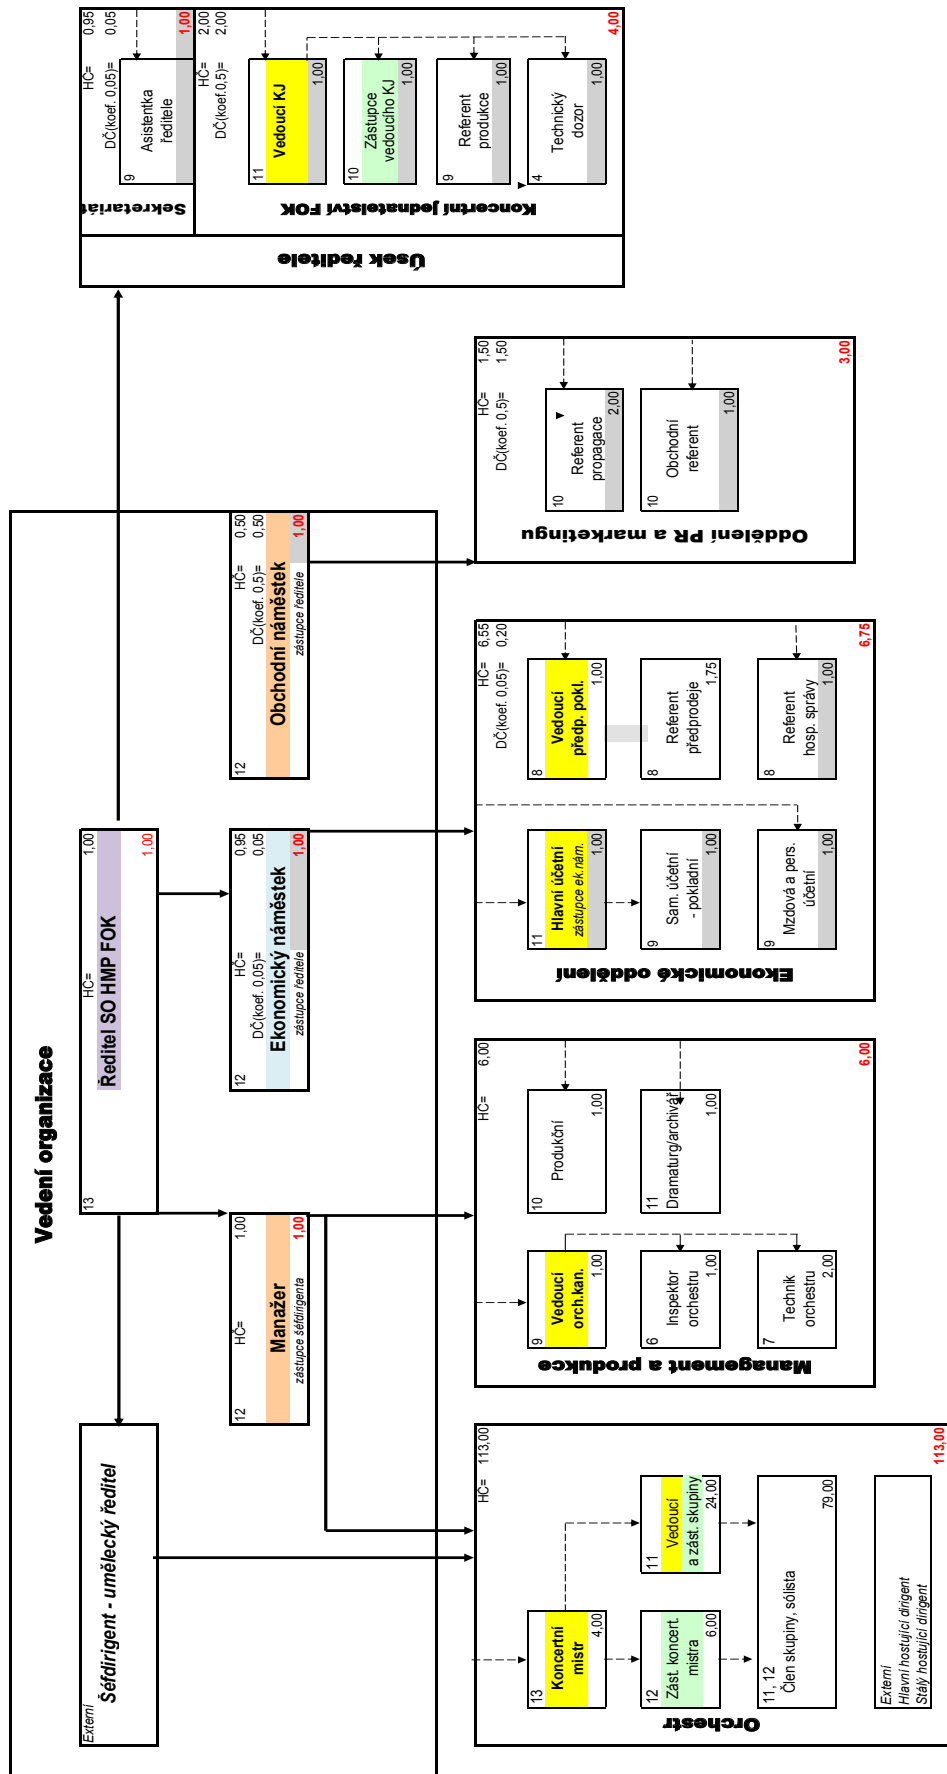 Vedení organizace
Externí
Šéfdirigent - umělecký ředitel
13
HČ=
1,00
Ředitel SO HMP FOK
1,00
12
HČ=
1,00
Manažer
zástupce šéfdirigenta
1,00
12
HČ=
0,95
DČ(koef. 0,05)=
0,05
Ekonomický náměstek
zástupce ředitele
1,00
12
HČ=
0,50
DČ(koef. 0,5)=
0,50
Obchodní náměstek
zástupce ředitele
1,00
Úsek ředitele
Sekretariát
HČ=
0,95
DČ(koef. 0,05)=
0,05
9
Asistentka
ředitele
1,00
Koncertní jednatelství FOK
HČ=
2,00
DČ(koef.0,5)=
2,00
11
Vedoucí KJ
1,00
10
Zástupce
vedoucího KJ
1,00
9
Referent
produkce
1,00
4
Technický
dozor
1,00
4,00
Orchestr
HČ=
113,00
13
Koncertní
mistr
4,00
12
Zást. koncert.
mistra
6,00
11
Vedoucí
a zást. skupiny
24,00
11, 12
Člen skupiny, sólista
79,00
Externí
Hlavní hostující dirigent
Stálý hostující dirigent
113,00
Management a produkce
HČ=
6,00
9
Vedoucí
orch.kan.
1,00
6
Inspektor
orchestru
1,00
7
Technik
orchestru
2,00
10
Produkční
1,00
11
Dramaturg/archivář
1,00
6,00
Ekonomické oddělení
HČ=
6,55
DČ(koef. 0,05)=
0,20
11
Hlavní účetní
zástupce ek.nám.
1,00
9
Sam. účetní
- pokladní
1,00
9
Mzdová a pers.
účetní
1,00
8
Vedoucí
předp. pokl.
1,00
8
Referent
předprodeje
1,75
8
Referent
hosp. správy
1,00
6,75
Oddělení PR a marketingu
HČ=
1,50
DČ(koef. 0,5)=
1,50
10
Referent
propagace
2,00
10
Obchodní
referent
1,00
3,00